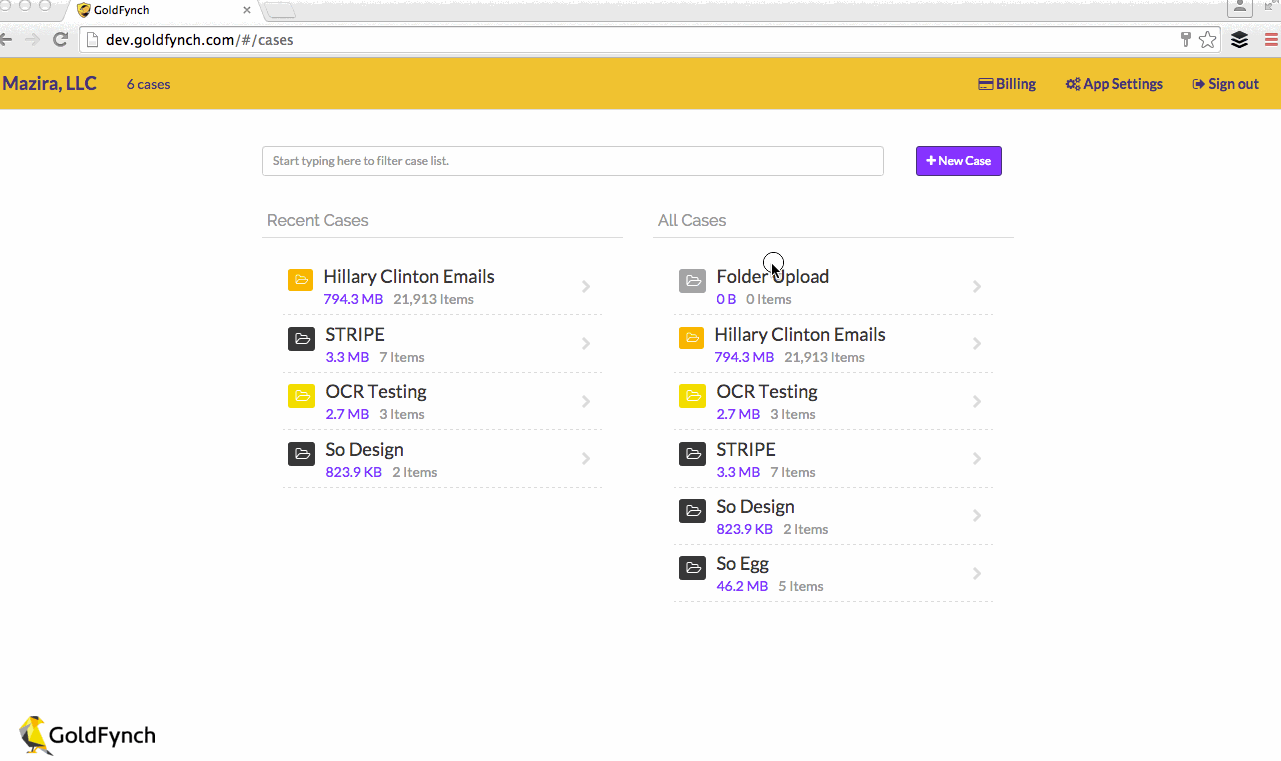 GoldFynch
dev.goldfynch.com/#/cases
Mazira, LLC 6 cases Billing App Settings Sign out
Start typing here to filter case list. New Case
Recent Cases
Hillary Clinton Emails
794.3 MB 21,913 Items
STRIPE
3.3 MB 7 Items
OCR Testing
2.7 MB 3 Items
So Design
823.9 KB 2 Items
All Cases
Folder Upload
0 B 0 Items
Hillary Clinton Emails
794.3 MB 21,913 Items
OCR Testing
2.7 MB 3 Items
STRIPE
3.3 MB 7 Items
So Design
823.9 KB 2 Items
So Egg
46.2 MB 5 Items
GoldFynch